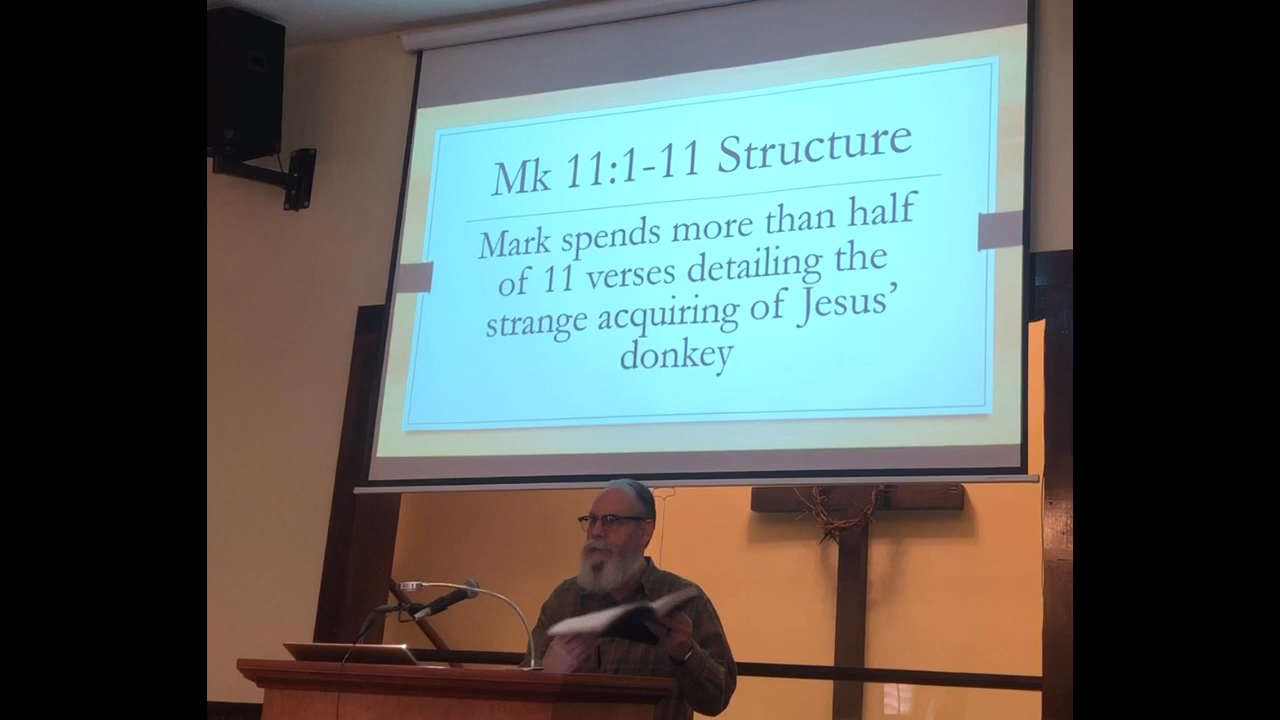 Mk 11:1-11 Structure
Mark spends more than half
of 11 verses detailing the
strange acquiring of Jesus’
donkey